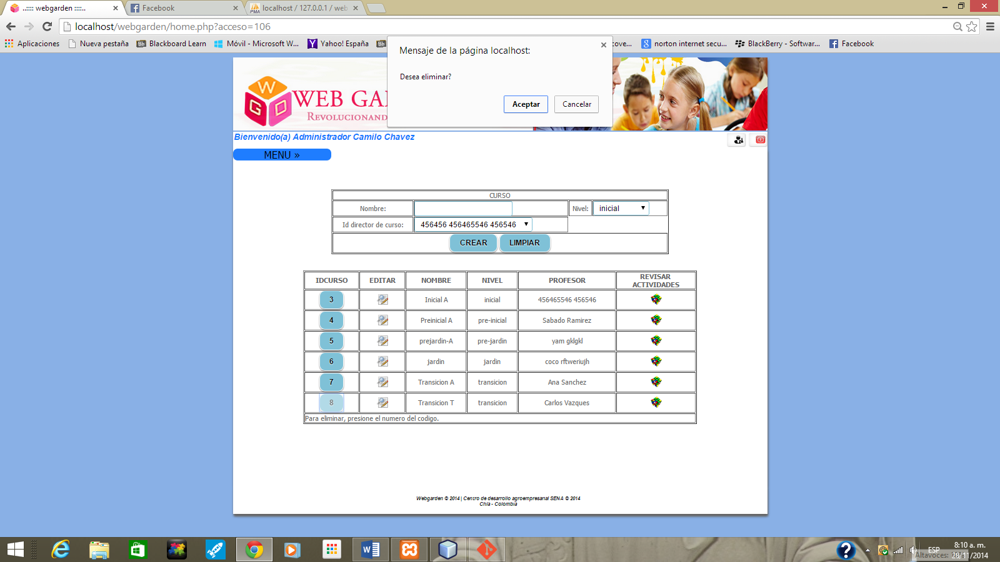 ..:::: webgarden ::::..
Facebook
localhost / 127.0.0.1 / web
localhost/webgarden/home.php?acceso=106
Aplicaciones
Nueva pestaña
Blackboard Learn
Móvil - Microsoft W...
Yahoo! España
cove...
norton internet secu...
BlackBerry - Softwar...
Facebook
Mensaje de la página localhost:
Desea eliminar?
Aceptar
Cancelar
WEB GA
REVOLUCIONAND
Bienvenido(a) Administrador Camilo Chavez
MENU »
CURSO
Nombre:
Nivel: inicial
Id director de curso: 456456 456465546 456546
CREAR LIMPIAR
IDCURSO EDITAR NOMBRE NIVEL PROFESOR REVISAR ACTIVIDADES
3 Inicial A inicial 456465546 456546
4 Preinicial A pre-inicial Sabado Ramirez
5 prejardin-A pre-jardin yam gklgkl
6 jardin jardin coco rftweriujh
7 Transicion A transicion Ana Sanchez
8 Transicion T transicion Carlos Vazques
Para eliminar, presione el numero del codigo.
Webgarden © 2014 | Centro de desarrollo agroempresarial SENA © 2014
Chía - Colombia
ESP
8:10 a. m.
28/11/2014